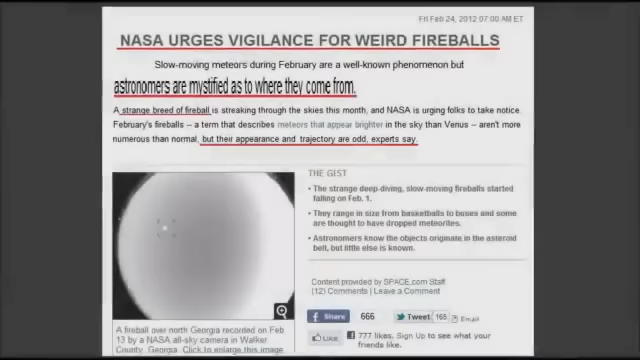 Fri Feb 24, 2012 07:00 AM ET
NASA URGES VIGILANCE FOR WEIRD FIREBALLS
Slow-moving meteors during February are a well-known phenomenon but
astronomers are mystified as to where they come from.
A strange breed of fireball is streaking through the skies this month, and NASA is urging folks to take notice.
February's fireballs -- a term that describes meteors that appear brighter in the sky than Venus -- aren't more
numerous than normal, but their appearance and trajectory are odd, experts say.
THE GIST
• The strange deep-diving, slow-moving fireballs started
falling on Feb. 1.
• They range in size from basketballs to buses and some
are thought to have dropped meteorites.
• Astronomers know the objects originate in the asteroid
belt, but little else is known.
Content provided by SPACE.com Staff
(12) Comments | Leave a Comment
Share 666 Tweet 165 Email
Like 777 likes. Sign Up to see what your
friends like.
A fireball over north Georgia recorded on Feb
13 by a NASA all-sky camera in Walker
County, Georgia. Click to enlarge this image